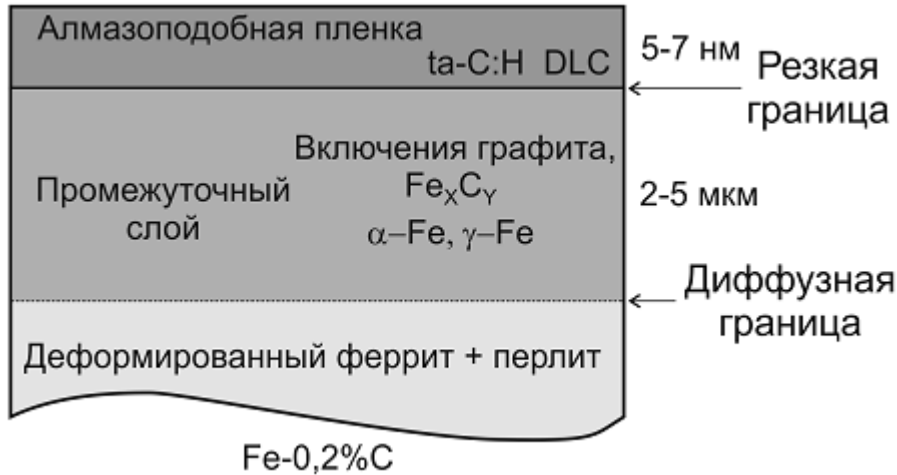 Алмазоподобная пленка
ta-C:H DLC
5-7 нм
Резкая
граница
Включения графита,
FeXCY
α–Fe, γ–Fe
Промежуточный
слой
2-5 мкм
Диффузная
граница
Деформированный феррит + перлит
Fe-0,2%C